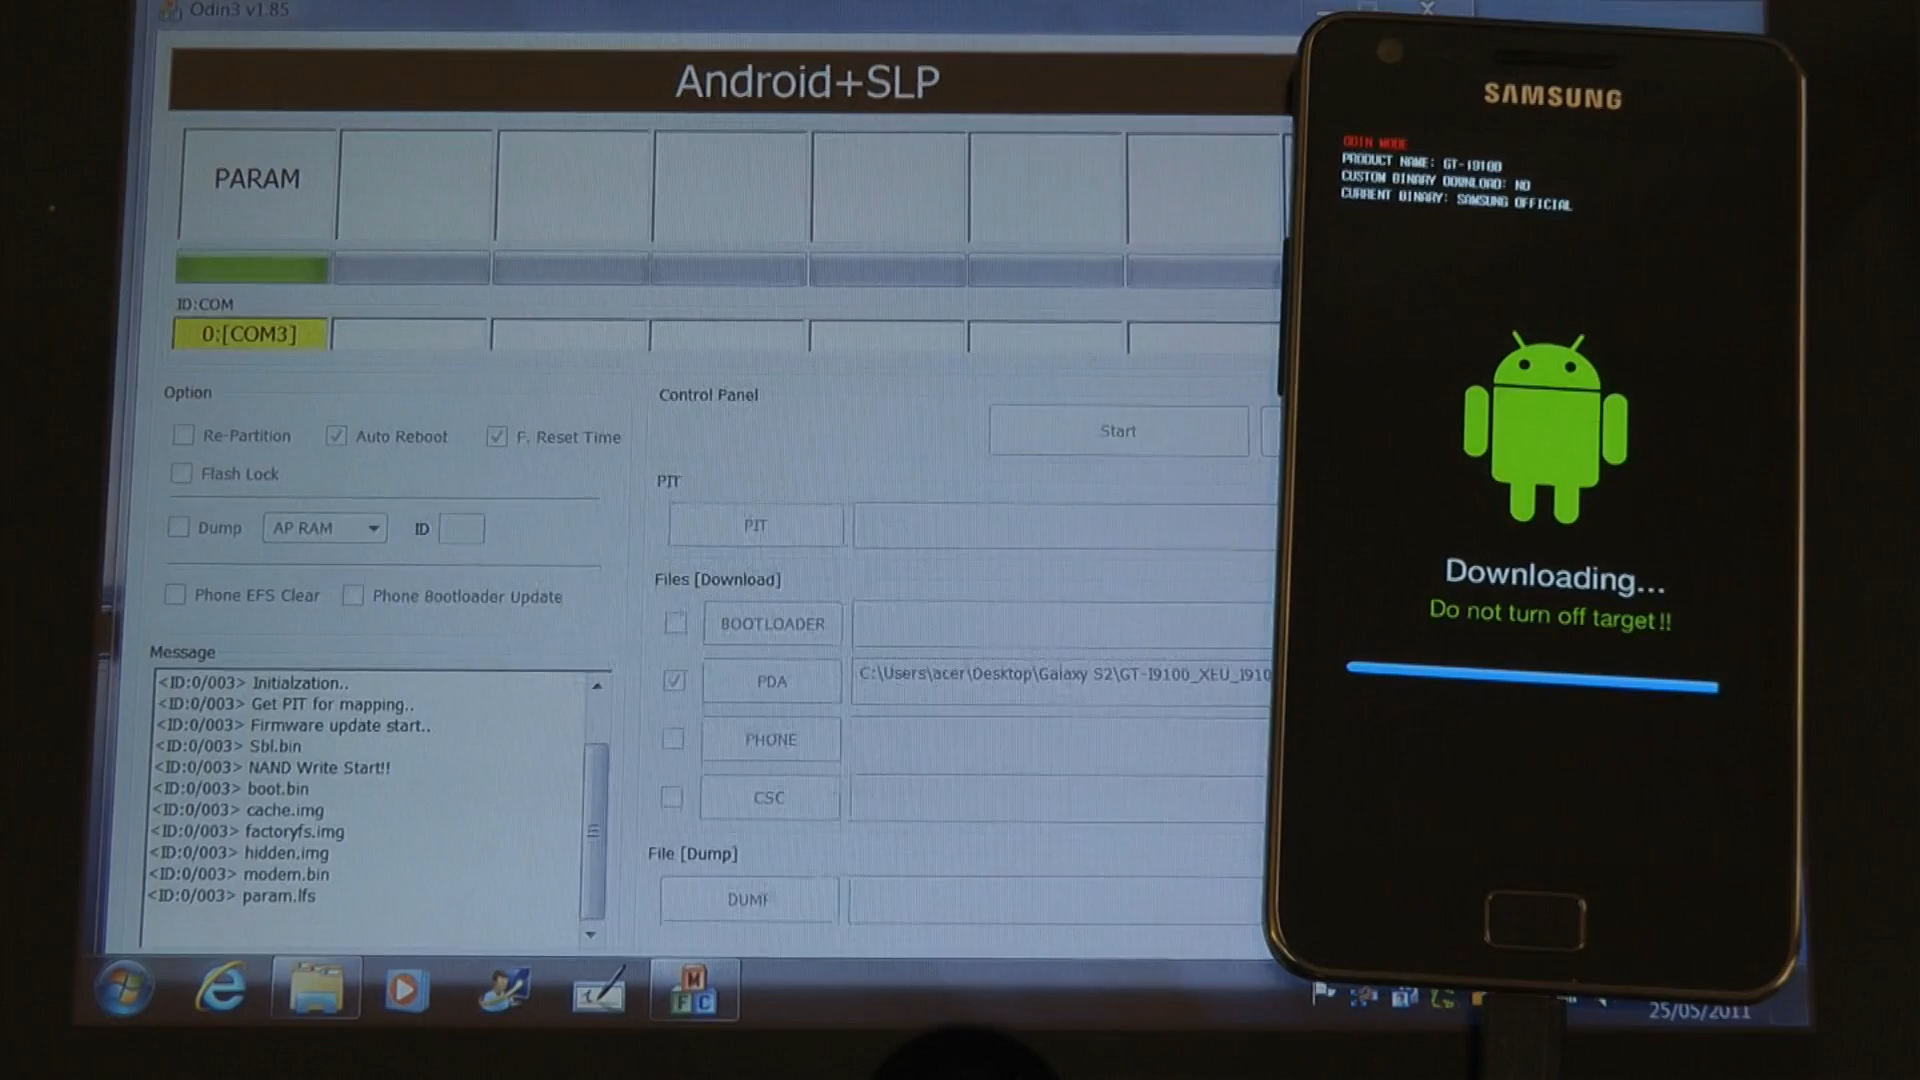 Odin3 v1.85
Android+SLP
PARAM
ID:COM
0:[COM3]
Option
Re-Partition
Auto Reboot
F. Reset Time
Flash Lock
Dump
AP RAM
ID
Phone EFS Clear
Phone Bootloader Update
Message
<ID:0/003> Initialzation..
<ID:0/003> Get PIT for mapping..
<ID:0/003> Firmware update start..
<ID:0/003> Sbl.bin
<ID:0/003> NAND Write Start!!
<ID:0/003> boot.bin
<ID:0/003> cache.img
<ID:0/003> factoryfs.img
<ID:0/003> hidden.img
<ID:0/003> modem.bin
<ID:0/003> param.lfs
Control Panel
Start
PIT
PIT
Files [Download]
BOOTLOADER
PDA
C:\Users\acer\Desktop\Galaxy S2\GT-I9100_XEU_I910
PHONE
CSC
File [Dump]
DUMP
25/05/2011
SAMSUNG
ODIN MODE
PRODUCT NAME: GT-I9100
CUSTOM BINARY DOWNLOAD: NO
CURRENT BINARY: SAMSUNG OFFICIAL
Downloading...
Do not turn off target!!